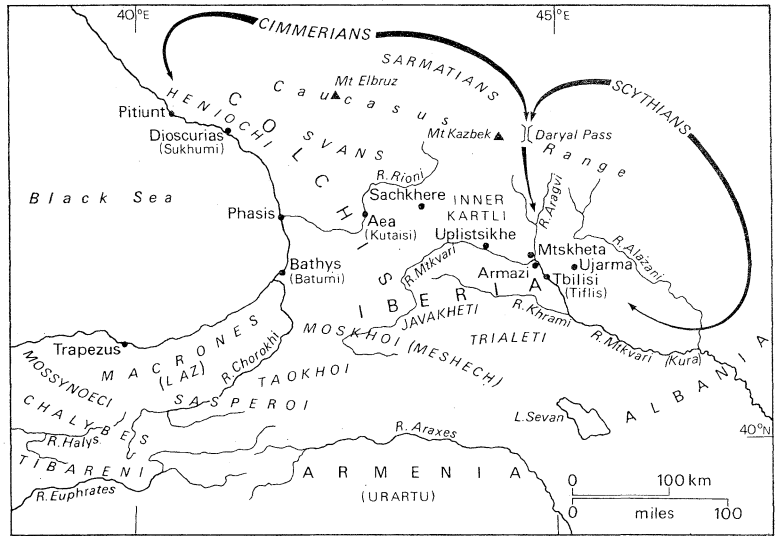 40 °E
45°E
CIMMERIANS
SARMATIANS
SCYTHIANS
Mt Elbruz
Caucasus
Range
HENIOCHI
COLCHIS
Pitiunt
Dioscurias
(Sukhumi)
SVANS
Mt Kazbek
Daryal Pass
R. Rioni
Sachkhere
INNER
KARTLI
R. Aragvi
Black Sea
Phasis
Aea
(Kutaisi)
Uplistsikhe
R. Alazani
Mtskheta
Ujarma
R. Mtkvari
Armazi
Tbilisi
(Tiflis)
Bathys
(Batumi)
IBERIA
JAVAKHETI
R. Khrami
MOSKHOI (MESHECH)
TRIALETI
R. Mtkvari (Kura)
Trapezus
MACRONES
(LAZ)
R. Chorokhi
TAOKHOI
ALBANIA
MOSSYNOECI
SASPEROI
CHALYBES
L. Sevan
40°N
R. Halys
R. Araxes
TIBARENI
ARMENIA
(URARTU)
R. Euphrates
0 100 km
0 miles 100